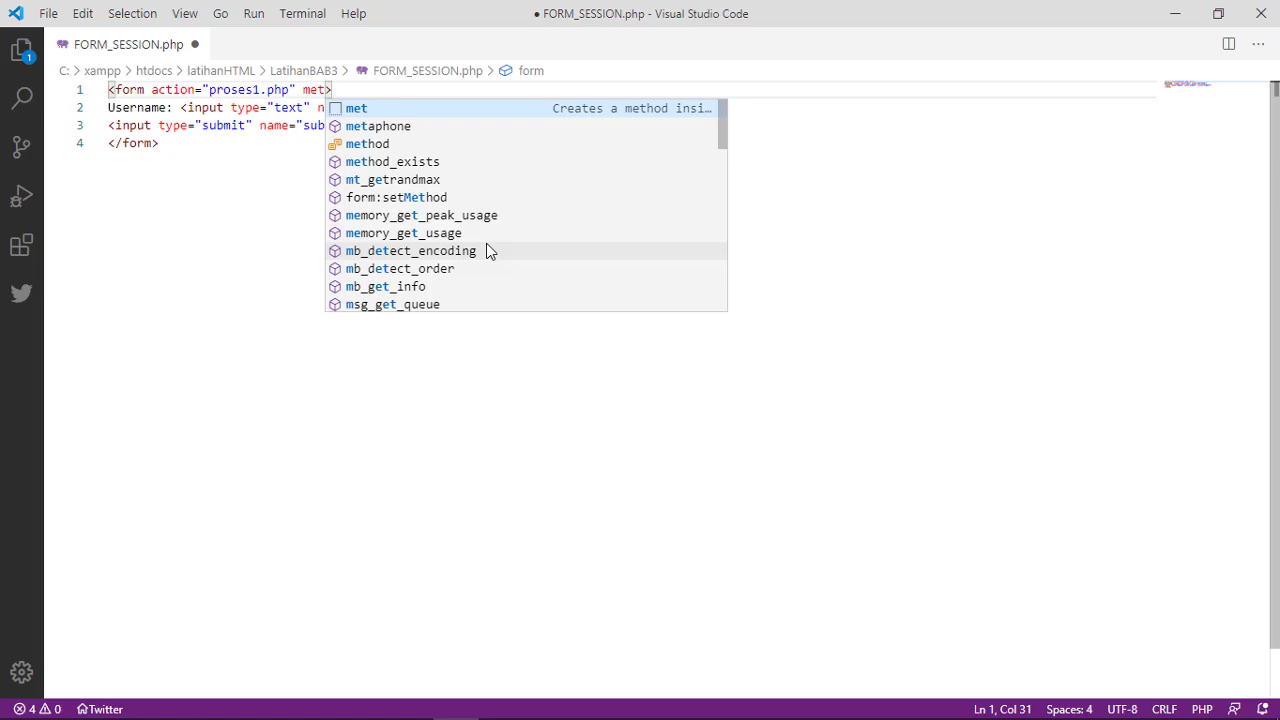 File Edit Selection View Go Run Terminal Help
● FORM_SESSION.php - Visual Studio Code
FORM_SESSION.php ●
C: > xampp > htdocs > latihanHTML > LatihanBAB3 > FORM_SESSION.php > form
1 <form action="proses1.php" met>
2 Username: <input type="text" n
3 <input type="submit" name="sub
4 </form>
met Creates a method insi…
metaphone
method
method_exists
mt_getrandmax
form:setMethod
memory_get_peak_usage
memory_get_usage
mb_detect_encoding
mb_detect_order
mb_get_info
msg_get_queue
1
4 0 Twitter Ln 1, Col 31 Spaces: 4 UTF-8 CRLF PHP